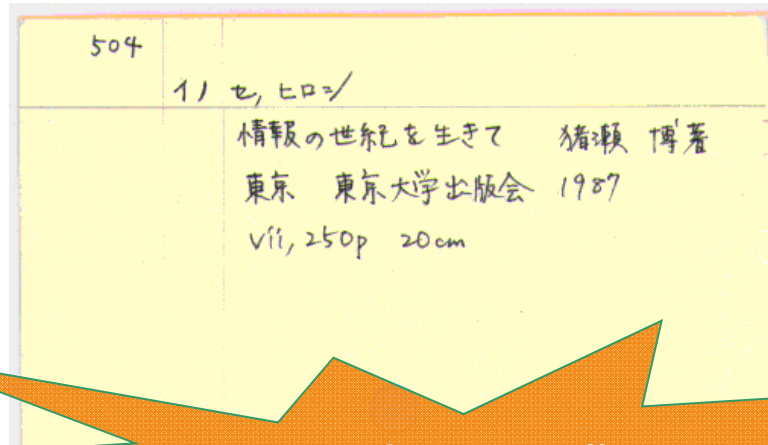 504
イノセ, ヒロシ
情報の世紀を生きて 猪瀬 博著
東京 東京大学出版会 1987
vii, 250p 20cm